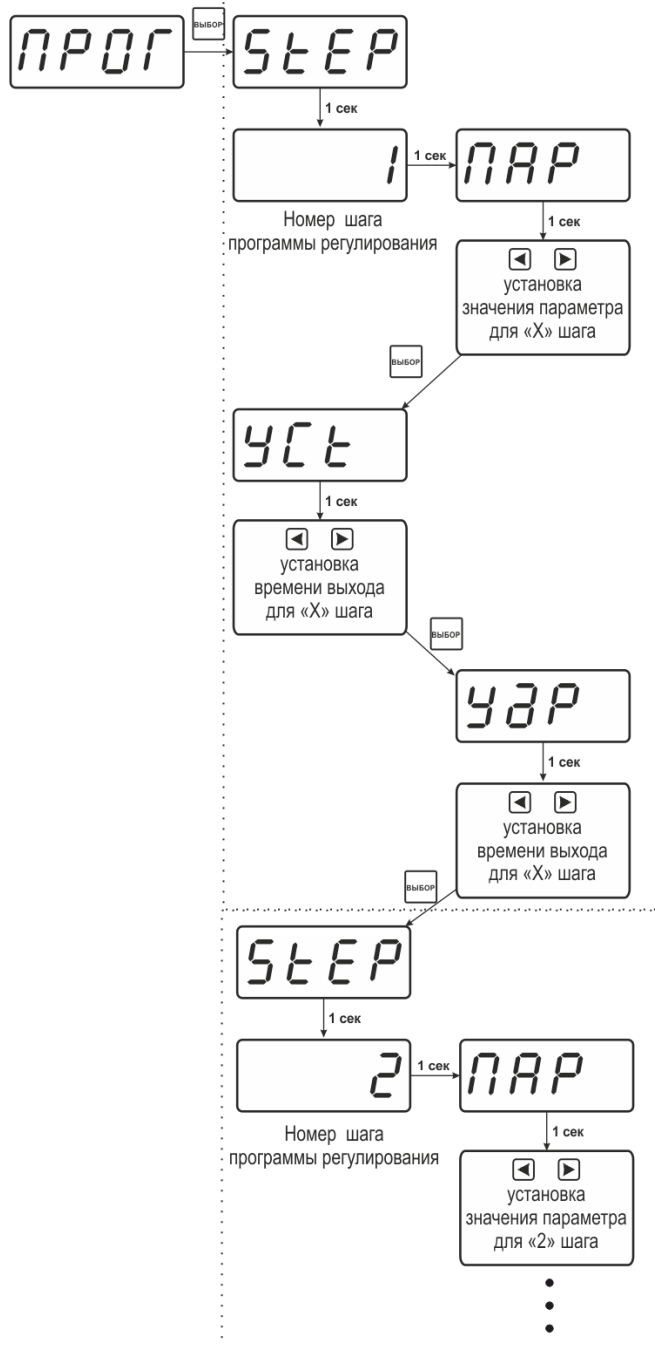 ПРОГ
ВЫБОР
StEP
1 сек
1
1 сек
ПАР
Номер шага
программы регулирования
1 сек
установка
значения параметра
для «X» шага
ВЫБОР
УСt
1 сек
установка
времени выхода
для «X» шага
ВЫБОР
УдР
1 сек
установка
времени выхода
для «X» шага
ВЫБОР
StEP
1 сек
2
1 сек
ПАР
Номер шага
программы регулирования
1 сек
установка
значения параметра
для «2» шага